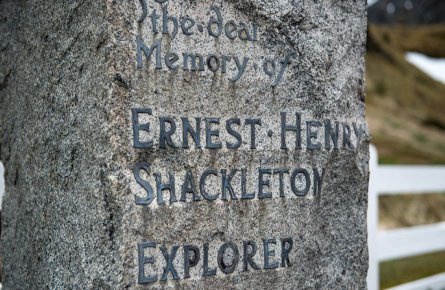 the·dear
Memory·of
ERNEST·HENRY
SHACKLETON
EXPLORER